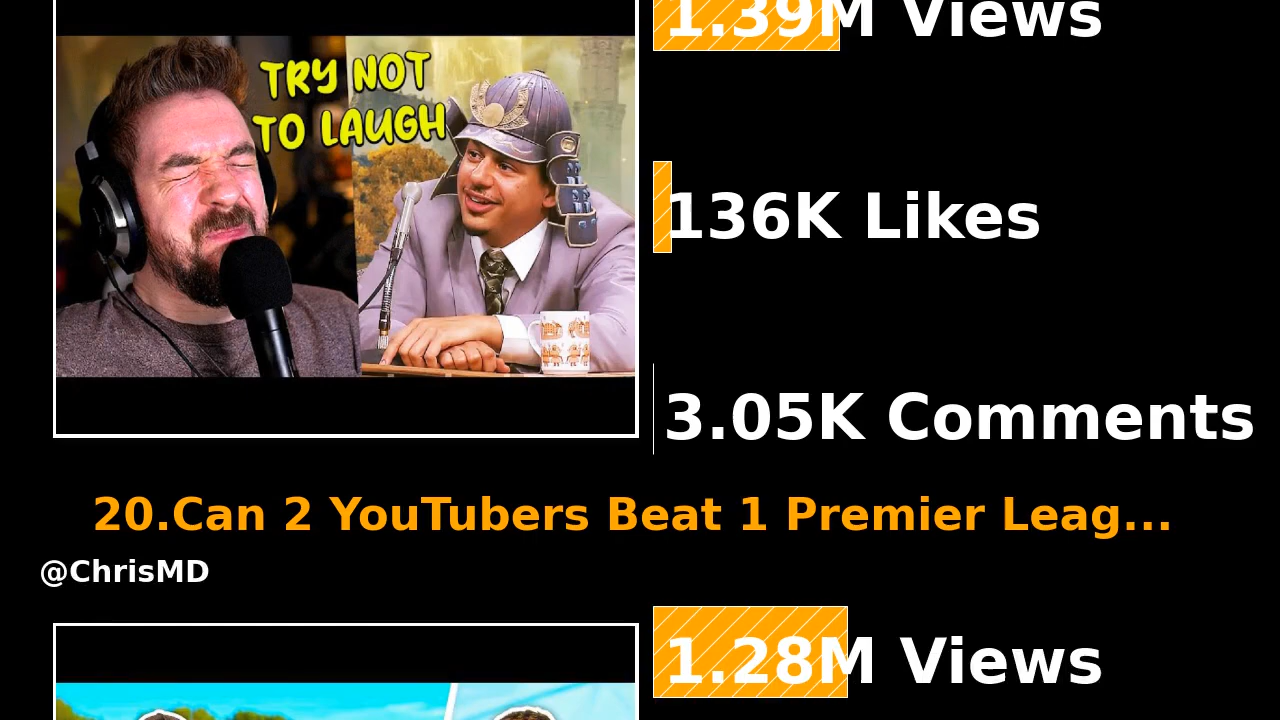 1.39M Views
TRY NOT
TO LAUGH
136K Likes
3.05K Comments
20.Can 2 YouTubers Beat 1 Premier Leag...
@ChrisMD
1.28M Views